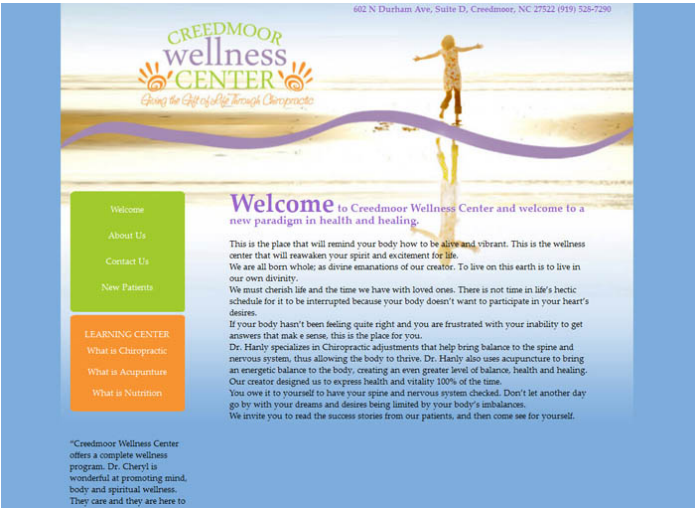 602 N Durham Ave, Suite D, Creedmoor, NC 27522 (919) 528-7290
CREEDMOOR
wellness
CENTER
Giving the Gift of Life Through Chiropractic
Welcome
About Us
Contact Us
New Patients
LEARNING CENTER
What is Chiropractic
What is Acupunture
What is Nutrition
"Creedmoor Wellness Center
offers a complete wellness
program. Dr. Cheryl is
wonderful at promoting mind,
body and spiritual wellness.
They care and they are here to
Welcome to Creedmoor Wellness Center and welcome to a
new paradigm in health and healing.
This is the place that will remind your body how to be alive and vibrant. This is the wellness
center that will reawaken your spirit and excitement for life.
We are all born whole; as divine emanations of our creator. To live on this earth is to live in
our own divinity.
We must cherish life and the time we have with loved ones. There is not time in life's hectic
schedule for it to be interrupted because your body doesn't want to participate in your heart's
desires.
If your body hasn't been feeling quite right and you are frustrated with your inability to get
answers that mak e sense, this is the place for you.
Dr. Hanly specializes in Chiropractic adjustments that help bring balance to the spine and
nervous system, thus allowing the body to thrive. Dr. Hanly also uses acupuncture to bring
an energetic balance to the body, creating an even greater level of balance, health and healing.
Our creator designed us to express health and vitality 100% of the time.
You owe it to yourself to have your spine and nervous system checked. Don't let another day
go by with your dreams and desires being limited by your body's imbalances.
We invite you to read the success stories from our patients, and then come see for yourself.